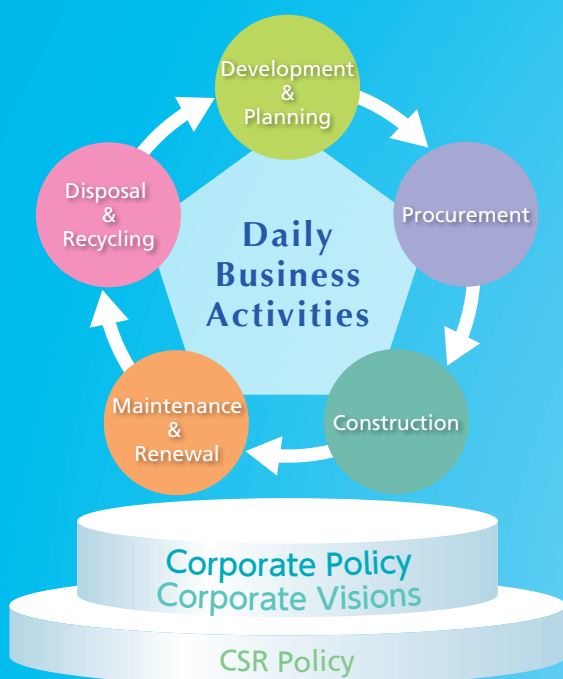 Development
&
Planning
Procurement
Construction
Maintenance
&
Renewal
Disposal
&
Recycling
Daily
Business
Activities
Corporate Policy
Corporate Visions
CSR Policy